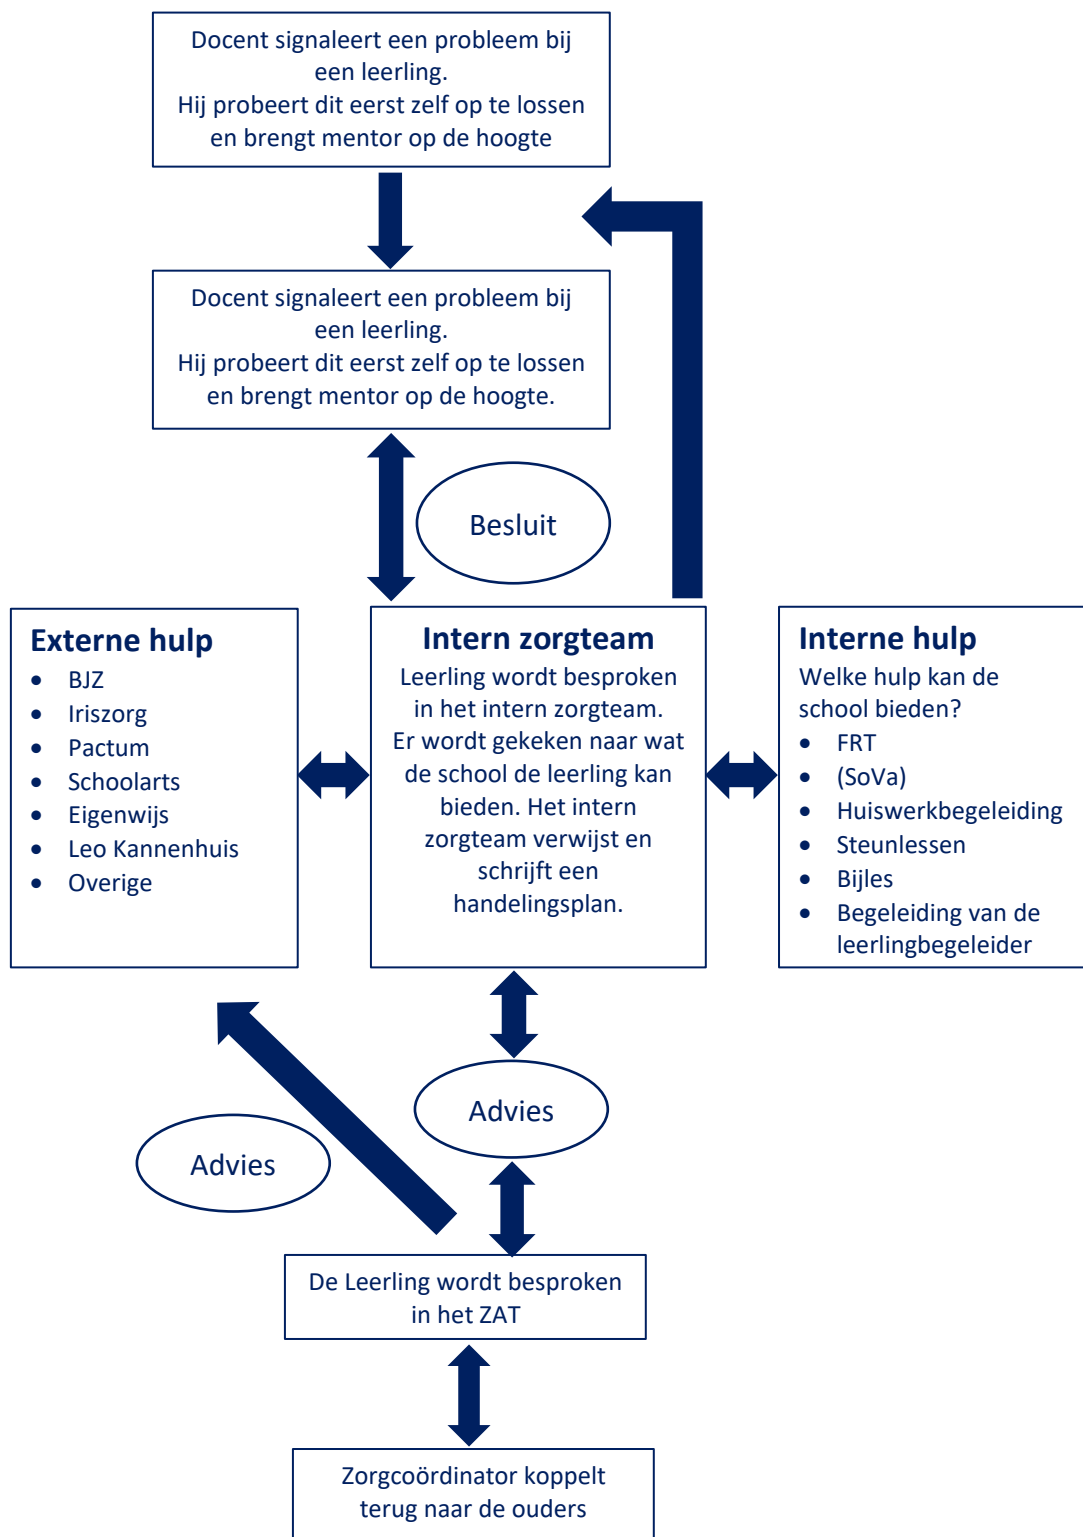 Docent signaleert een probleem bij
een leerling.
Hij probeert dit eerst zelf op te lossen
en brengt mentor op de hoogte
Docent signaleert een probleem bij
een leerling.
Hij probeert dit eerst zelf op te lossen
en brengt mentor op de hoogte.
Besluit
Externe hulp
• BJZ
• Iriszorg
• Pactum
• Schoolarts
• Eigenwijs
• Leo Kannenhuis
• Overige
Intern zorgteam
Leerling wordt besproken
in het intern zorgteam.
Er wordt gekeken naar wat
de school de leerling kan
bieden. Het intern
zorgteam verwijst en
schrijft een
handelingsplan.
Interne hulp
Welke hulp kan de
school bieden?
• FRT
• (SoVa)
• Huiswerkbegeleiding
• Steunlessen
• Bijles
• Begeleiding van de
leerlingbegeleider
Advies
Advies
De Leerling wordt besproken
in het ZAT
Zorgcoördinator koppelt
terug naar de ouders